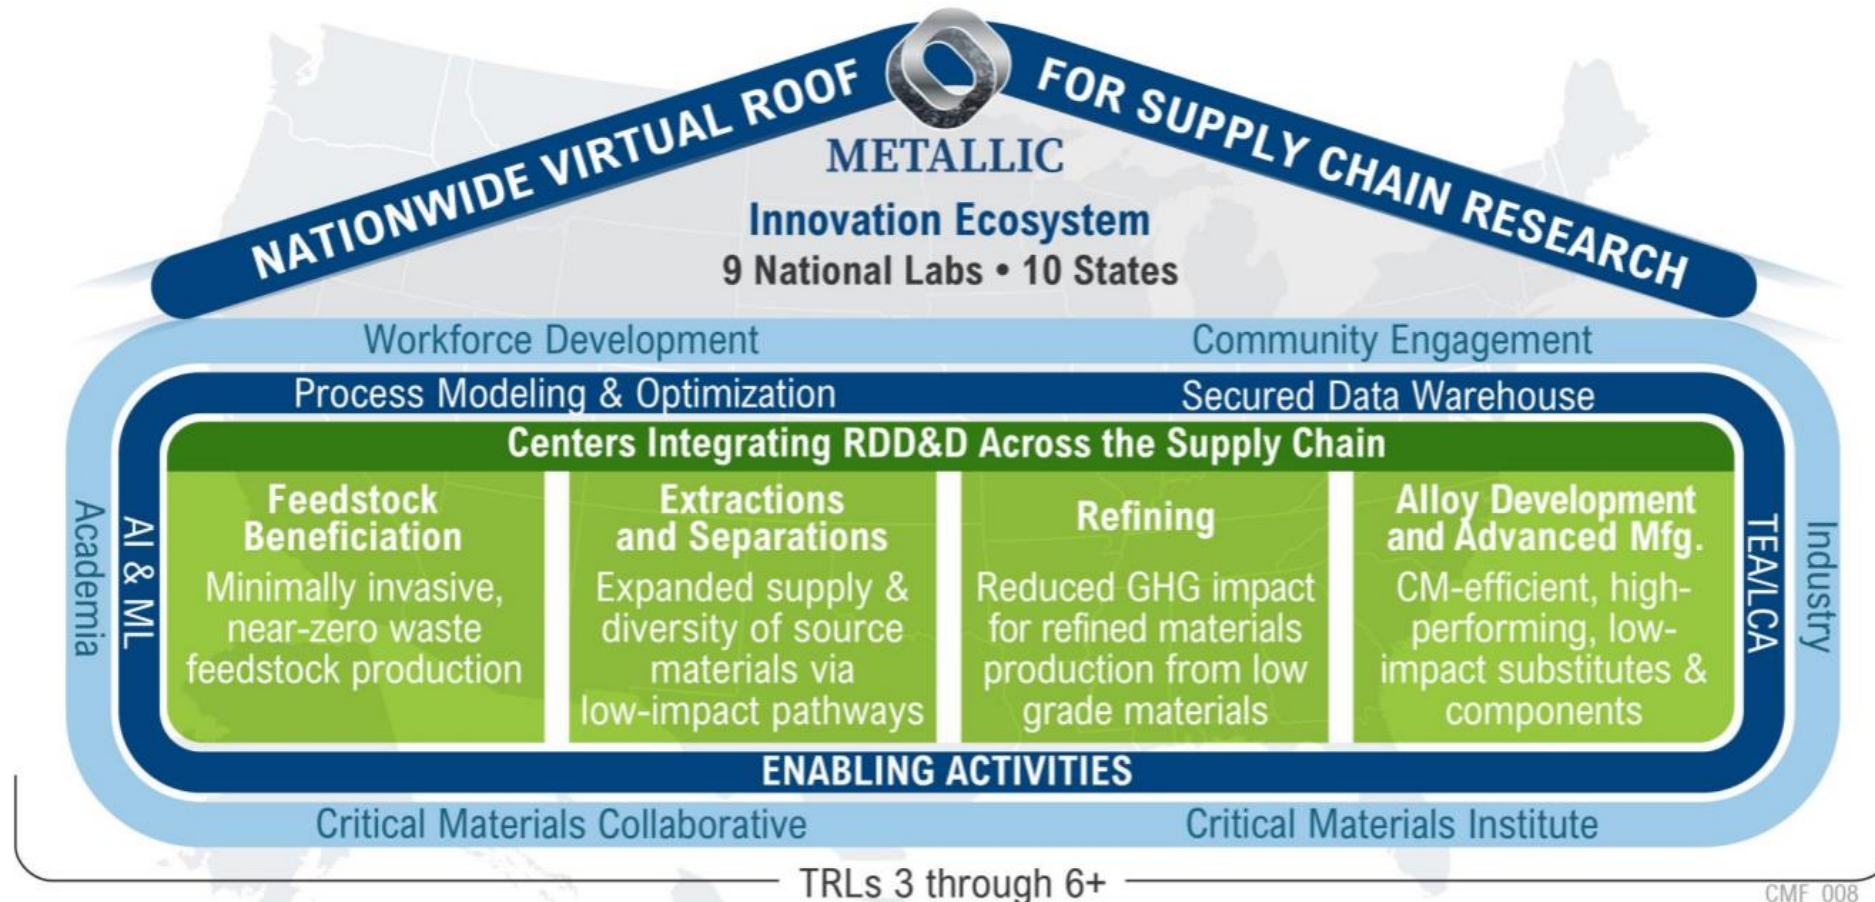 NATIONWIDE VIRTUAL ROOF
FOR SUPPLY CHAIN RESEARCH
METALLIC
Innovation Ecosystem
9 National Labs • 10 States
Workforce Development
Community Engagement
Process Modeling & Optimization
Secured Data Warehouse
Academia
AI & ML
Centers Integrating RDD&D Across the Supply Chain
Feedstock
Beneficiation
Minimally invasive,
near-zero waste
feedstock production
Extractions
and Separations
Expanded supply &
diversity of source
materials via
low-impact pathways
Refining
Reduced GHG impact
for refined materials
production from low
grade materials
Alloy Development
and Advanced Mfg.
CM-efficient, high-
performing, low-
impact substitutes &
components
TEA/LCA
Industry
ENABLING ACTIVITIES
Critical Materials Collaborative
Critical Materials Institute
TRLs 3 through 6+
CMF_008